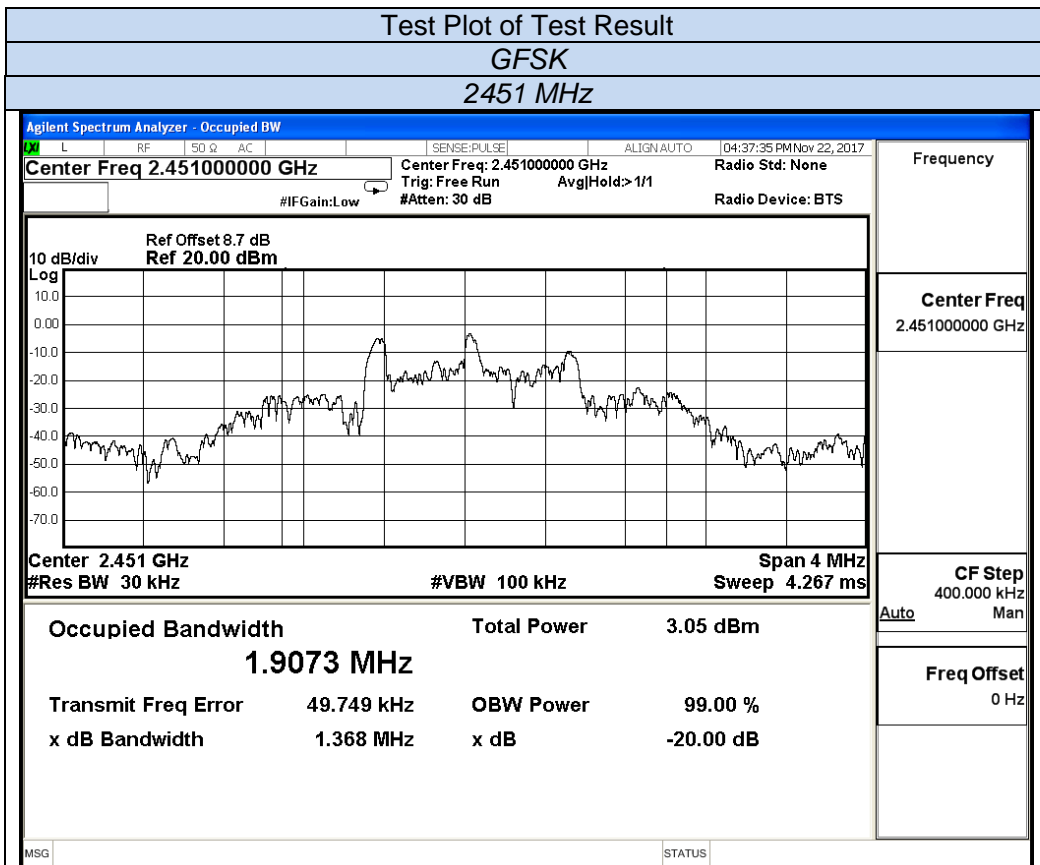 Test Plot of Test Result
GFSK
2451 MHz
Agilent Spectrum Analyzer - Occupied BW
LXI L RF 50 Ω AC SENSE:PULSE ALIGN AUTO 04:37:35 PM Nov 22, 2017
Center Freq 2.451000000 GHz
Center Freq: 2.451000000 GHz
Radio Std: None
Trig: Free Run Avg|Hold:>1/1
#IFGain:Low
#Atten: 30 dB
Radio Device: BTS
Frequency
Ref Offset 8.7 dB
10 dB/div Ref 20.00 dBm
Log
10.0
0.00
-10.0
-20.0
-30.0
-40.0
-50.0
-60.0
-70.0
Center 2.451 GHz Span 4 MHz
#Res BW 30 kHz #VBW 100 kHz Sweep 4.267 ms
Occupied Bandwidth
1.9073 MHz
Total Power 3.05 dBm
Transmit Freq Error 49.749 kHz OBW Power 99.00 %
x dB Bandwidth 1.368 MHz x dB -20.00 dB
Center Freq
2.451000000 GHz
CF Step
400.000 kHz
Auto Man
Freq Offset
0 Hz
MSG STATUS